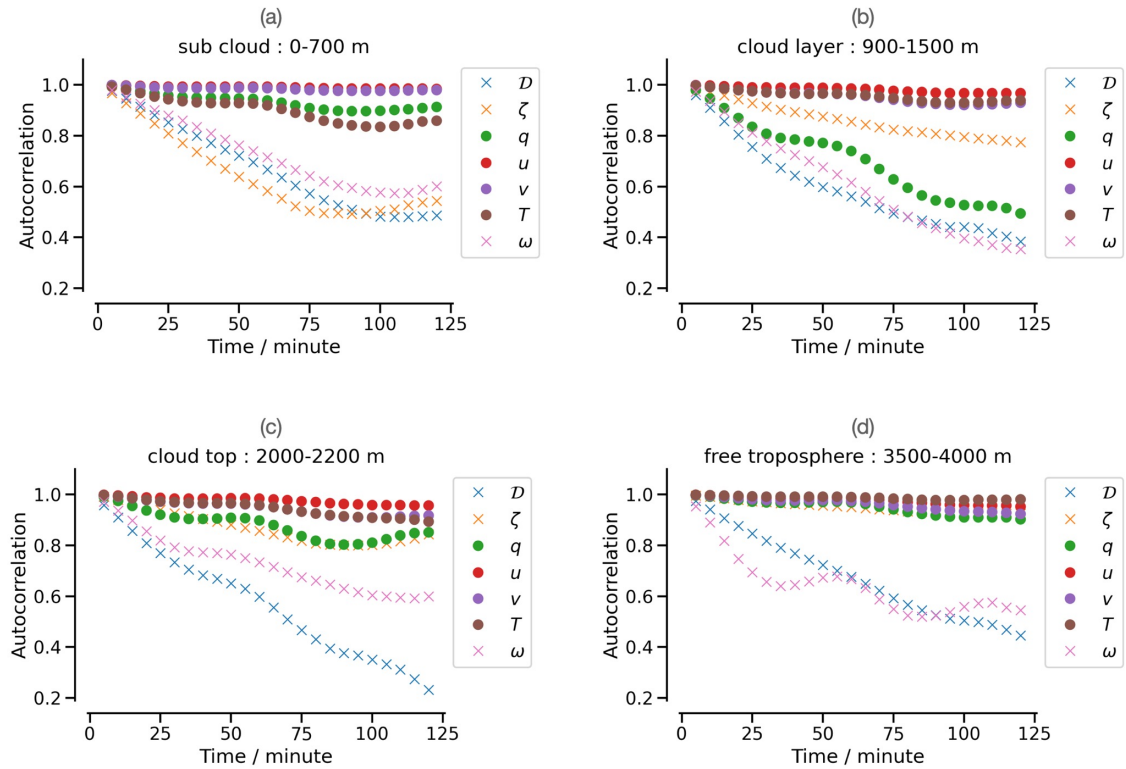 (a)
sub cloud : 0-700 m
Autocorrelation
1.0
0.8
0.6
0.4
0.2
0 25 50 75 100 125
Time / minute
𝒟
ζ
q
u
v
T
ω
(b)
cloud layer : 900-1500 m
Autocorrelation
1.0
0.8
0.6
0.4
0.2
0 25 50 75 100 125
Time / minute
𝒟
ζ
q
u
v
T
ω
(c)
cloud top : 2000-2200 m
Autocorrelation
1.0
0.8
0.6
0.4
0.2
0 25 50 75 100 125
Time / minute
𝒟
ζ
q
u
v
T
ω
(d)
free troposphere : 3500-4000 m
Autocorrelation
1.0
0.8
0.6
0.4
0.2
0 25 50 75 100 125
Time / minute
𝒟
ζ
q
u
v
T
ω